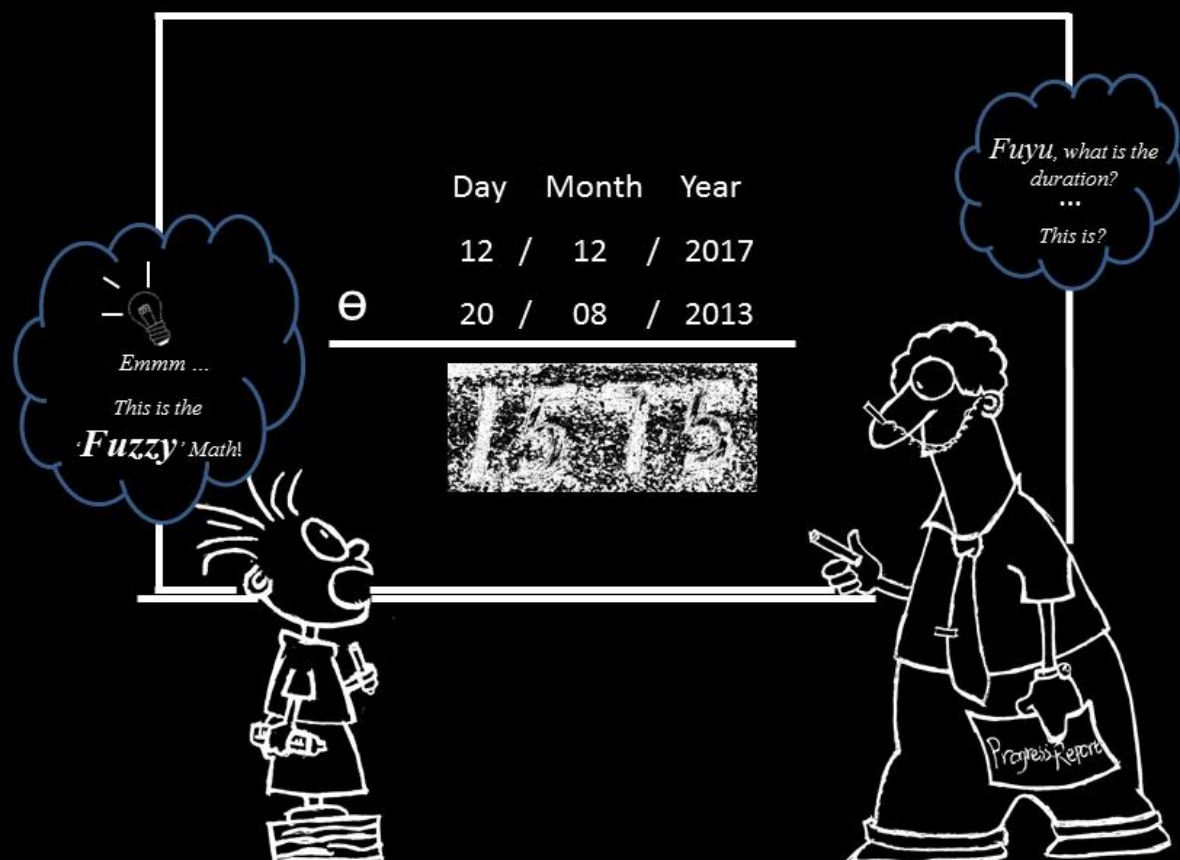 Fuyu, what is the
duration?
...
This is?
Day Month Year
12 / 12 / 2017
Ө 20 / 08 / 2013
1575
Emmm ...
This is the
‘Fuzzy’ Math!
Progress Report